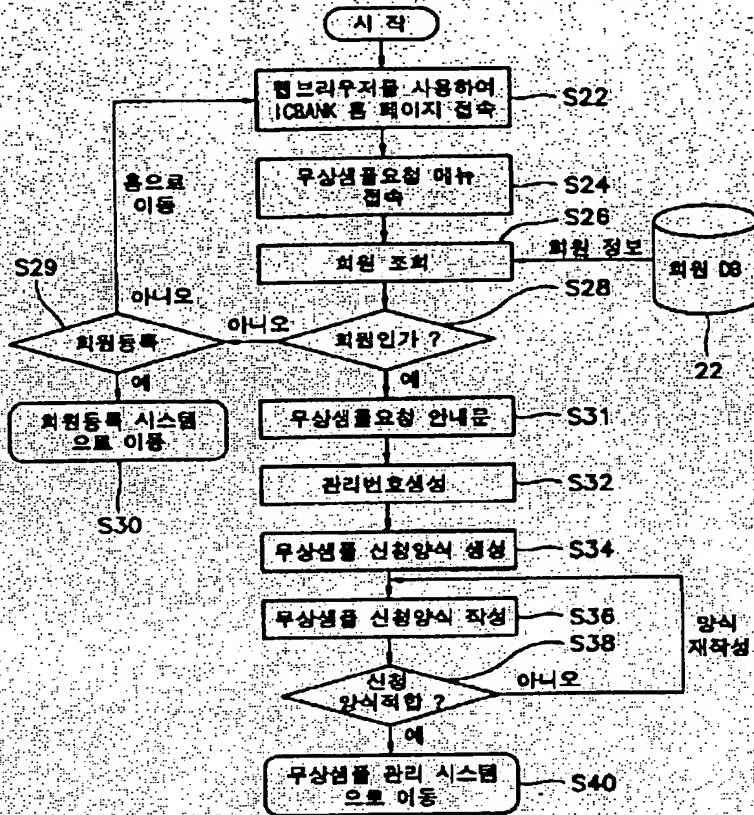 시 작
웹브라우저를 사용하여
ICBANK 홈 페이지 접속
S22
무상샘플요청 메뉴
접속
S24
홈으로
이동
S26
회원 조회
회원 정보
회원 DB
22
S29
S28
아니오
아니오
회원등록
회원인가 ?
예
예
회원등록 시스템
으로 이동
S30
무상샘플요청 안내문
S31
관리번호생성
S32
무상샘플 신청양식 생성
S34
무상샘플 신청양식 작성
S36
양식
재작성
S38
신청
양식적합 ?
아니오
예
무상샘플 관리 시스템
으로 이동
S40